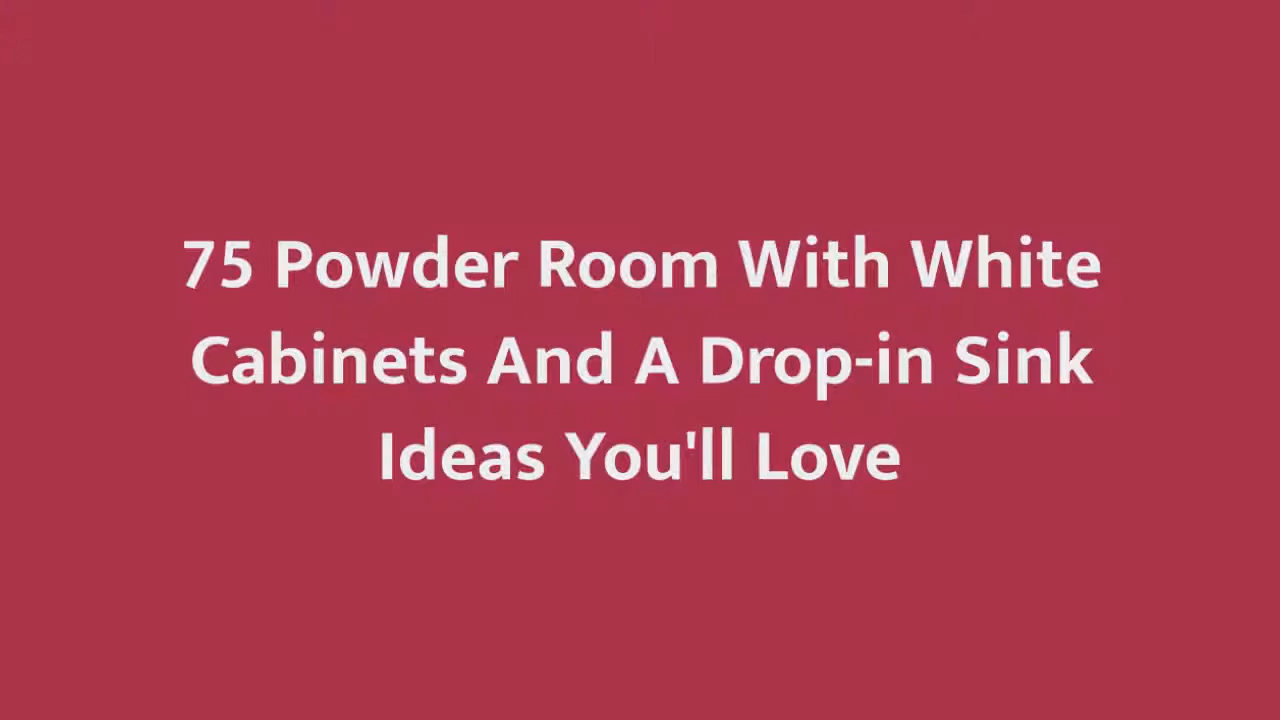 75 Powder Room With White
Cabinets And A Drop-in Sink
Ideas You'll Love